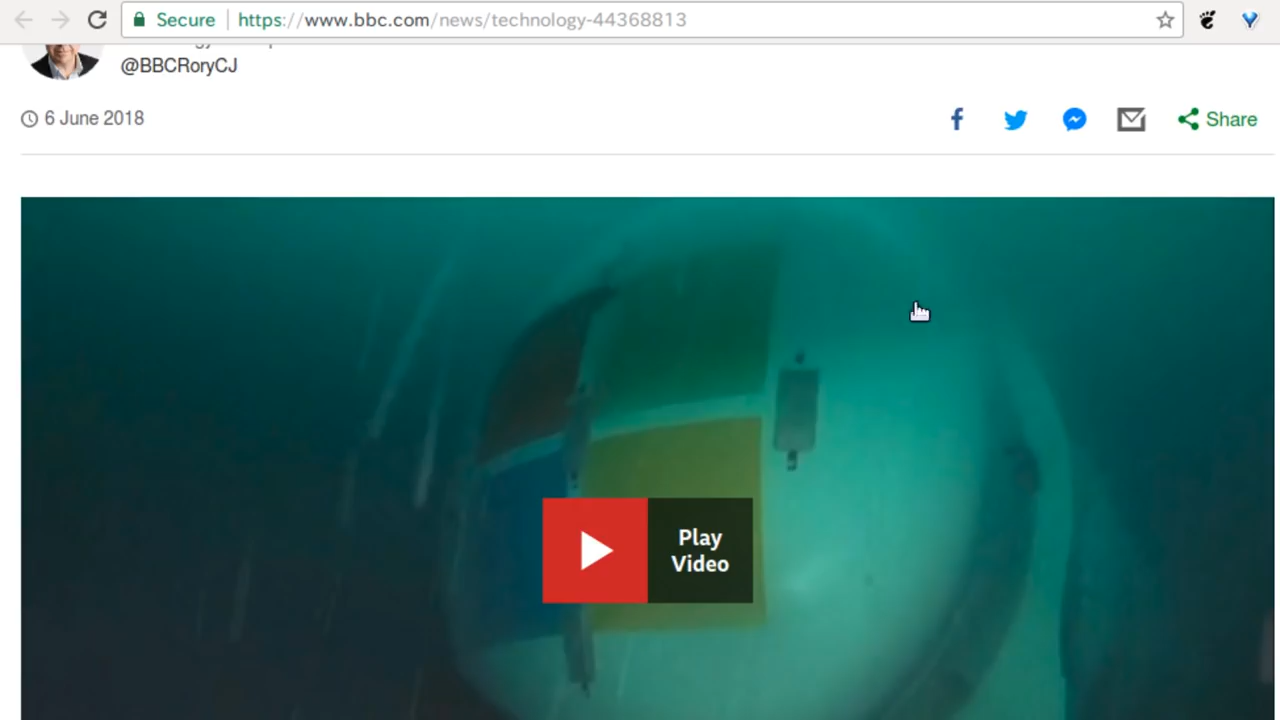 Secure
https://www.bbc.com/news/technology-44368813
@BBCRoryCJ
6 June 2018
Share
Play
Video